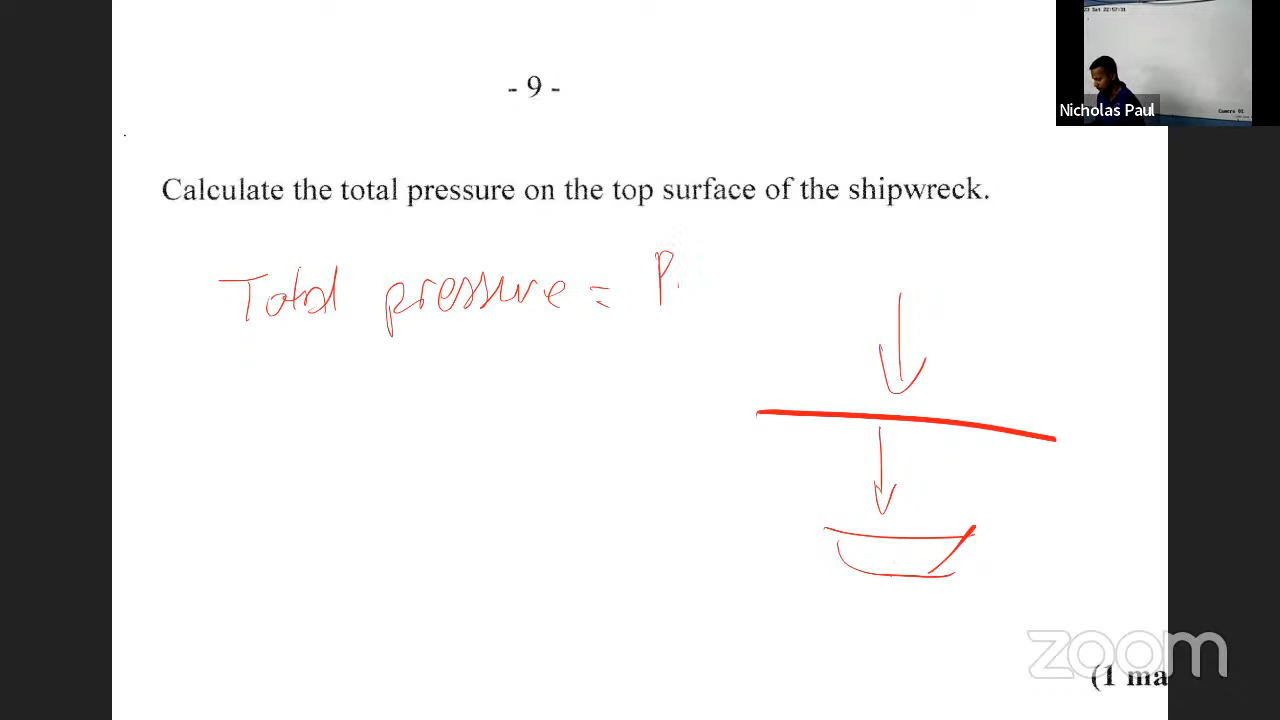 - 9 -
Nicholas Paul
Calculate the total pressure on the top surface of the shipwreck.
Total pressure = P
zoom
(1 ma